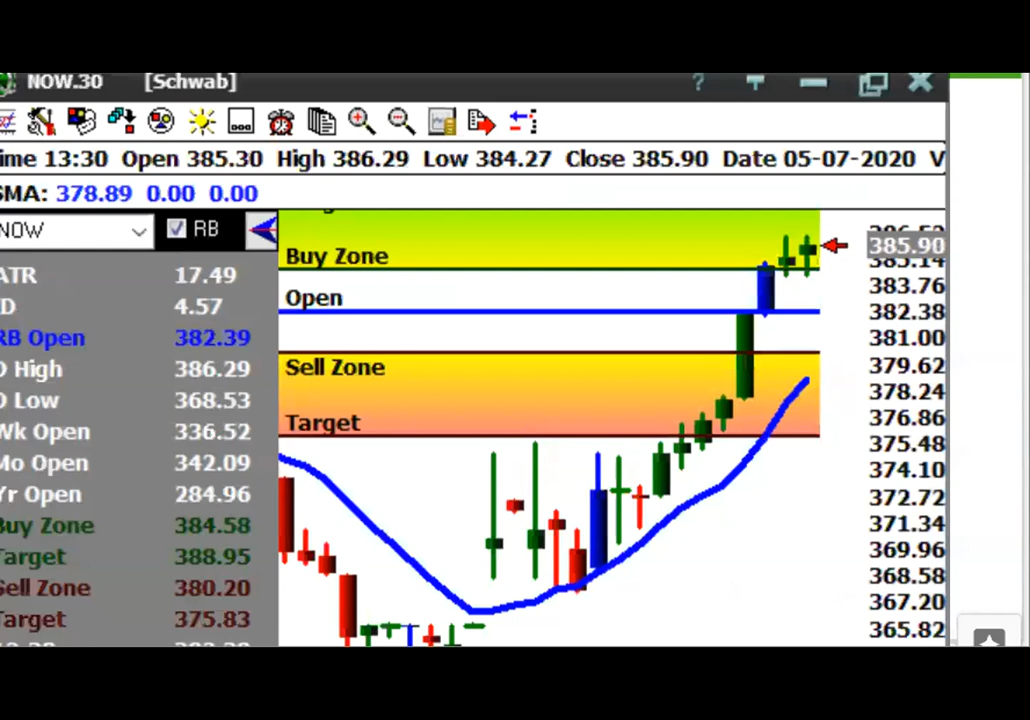 NOW.30 [Schwab]
ime 13:30 Open 385.30 High 386.29 Low 384.27 Close 385.90 Date 05-07-2020 V
SMA: 378.89 0.00 0.00
NOW RB
ATR 17.49
D 4.57
RB Open 382.39
D High 386.29
D Low 368.53
Wk Open 336.52
Mo Open 342.09
Yr Open 284.96
Buy Zone 384.58
Target 388.95
Sell Zone 380.20
Target 375.83
Buy Zone
Open
Sell Zone
Target
385.90
385.14
383.76
382.38
381.00
379.62
378.24
376.86
375.48
374.10
372.72
371.34
369.96
368.58
367.20
365.82